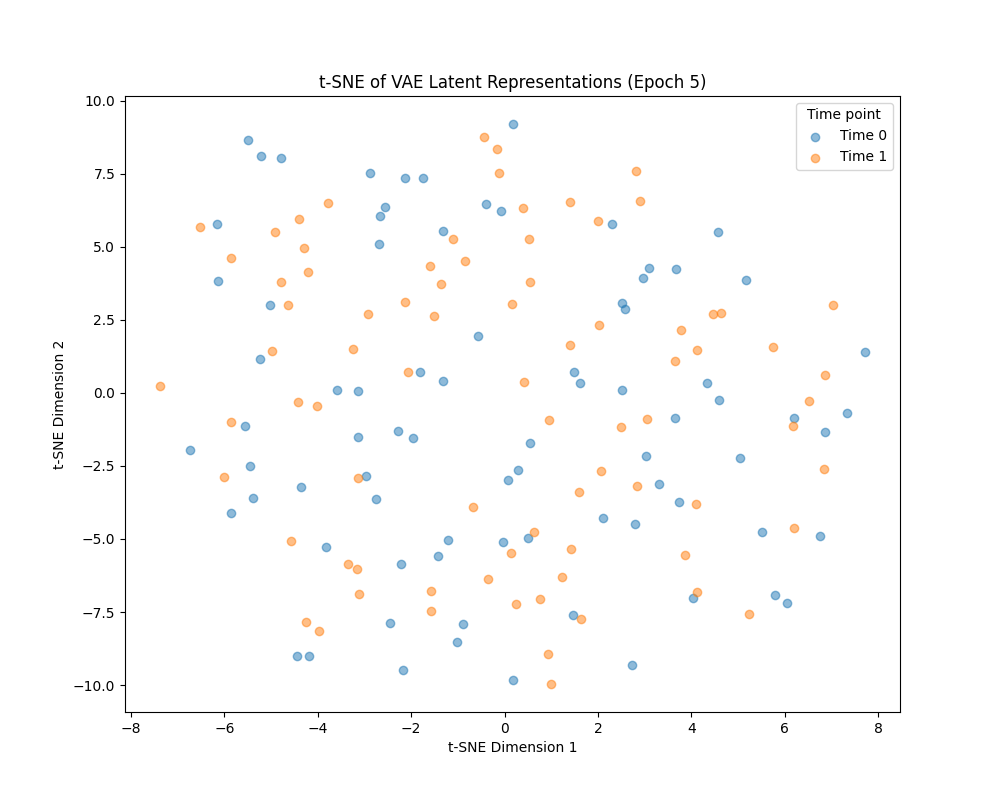 t-SNE of VAE Latent Representations (Epoch 5)
Time point
Time 0
Time 1
10.0
7.5
5.0
2.5
0.0
−2.5
−5.0
−7.5
−10.0
t-SNE Dimension 2
−8 −6 −4 −2 0 2 4 6 8
t-SNE Dimension 1